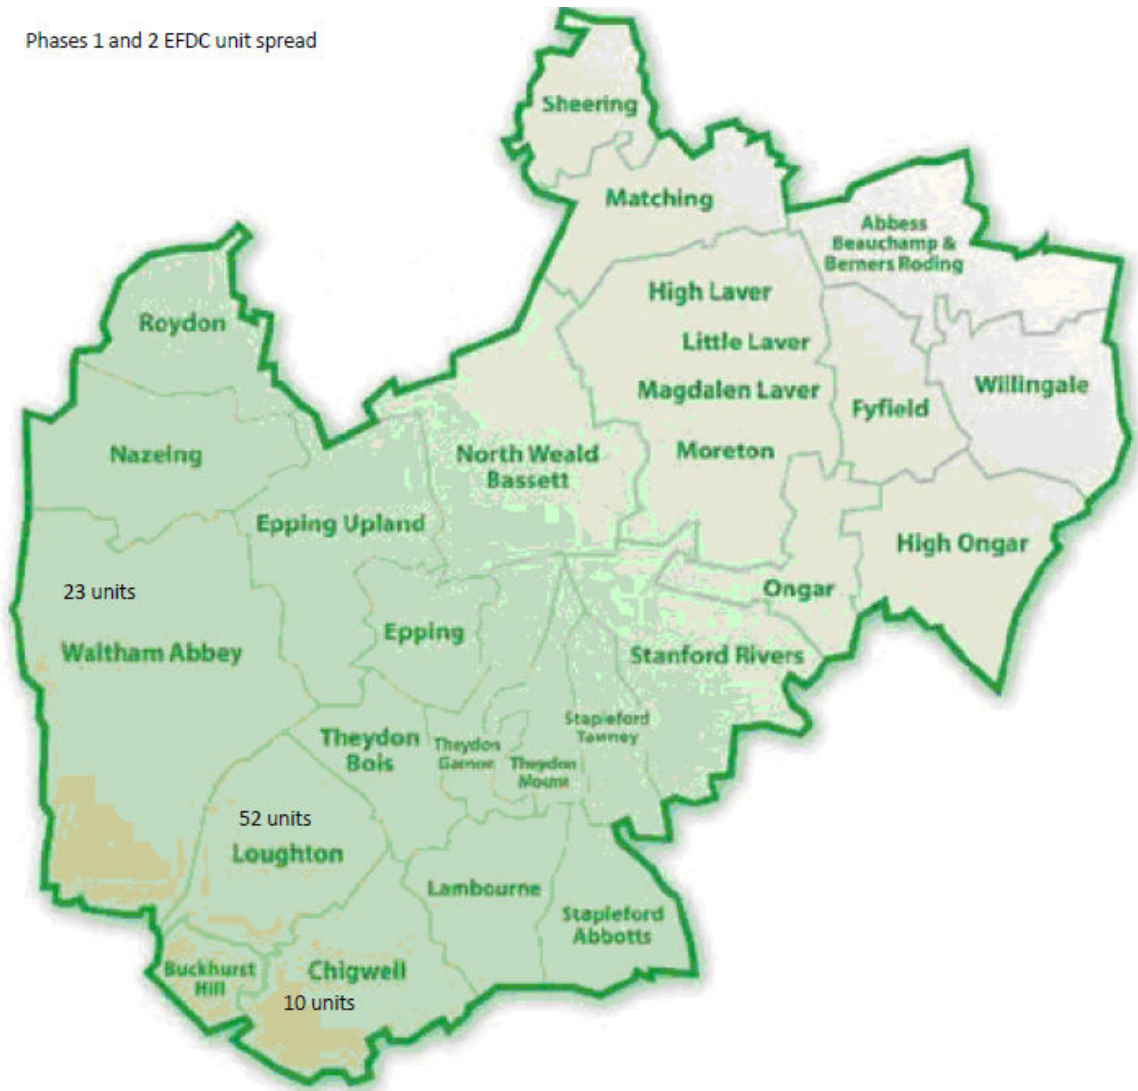 Phases 1 and 2 EFDC unit spread
Sheering
Matching
Abbess
Beauchamp &
Berners Roding
High Laver
Roydon
Little Laver
Willingale
Magdalen Laver
Fyfield
Nazeing
North Weald
Bassett
Moreton
Epping Upland
High Ongar
23 units
Ongar
Epping
Waltham Abbey
Stanford Rivers
Stapleford
Tawney
Theydon
Bois
Theydon
Garnon
Theydon
Mount
52 units
Loughton
Lambourne
Stapleford
Abbotts
Buckhurst
Hill
Chigwell
10 units